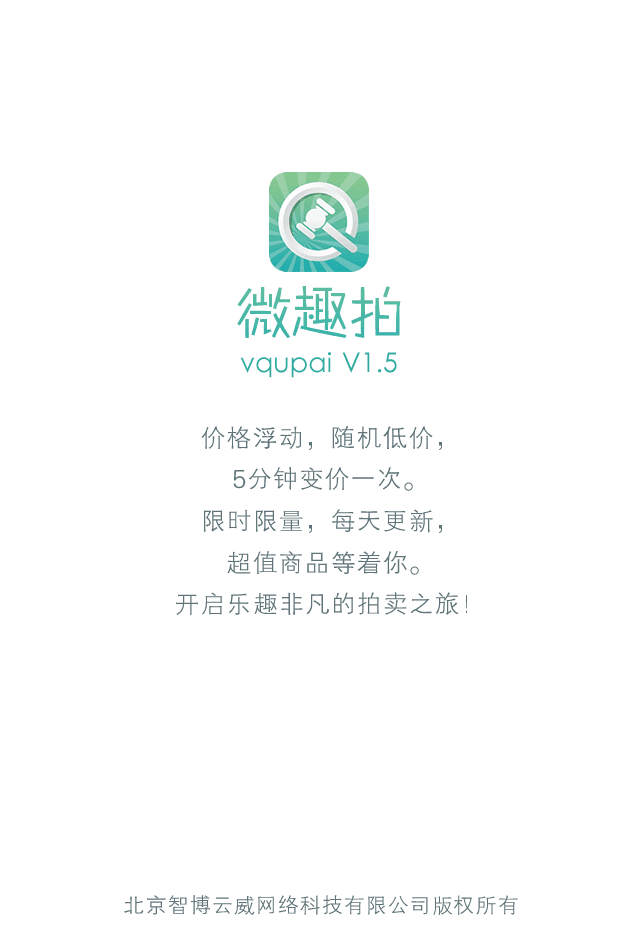 微趣拍
vqupai V1.5
价格浮动，随机低价，
5分钟变价一次。
限时限量，每天更新，
超值商品等着你。
开启乐趣非凡的拍卖之旅！
北京智博云威网络科技有限公司版权所有